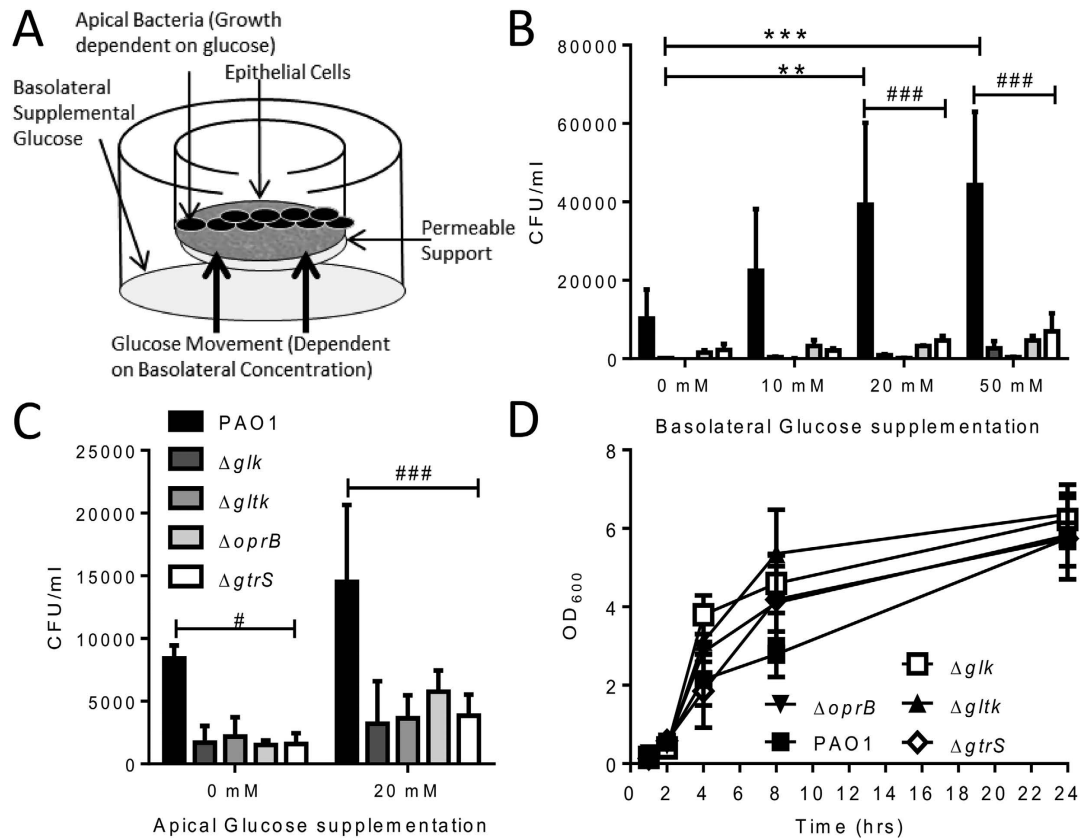 A
Apical Bacteria (Growth
dependent on glucose)
Epithelial Cells
Basolateral
Supplemental
Glucose
Permeable
Support
Glucose Movement (Dependent
on Basolateral Concentration)
B
80000
60000
40000
20000
0
CFU/ml
***
**
###
###
0 mM
10 mM
20 mM
50 mM
Basolateral Glucose supplementation
C
25000
20000
15000
10000
5000
0
CFU/ml
PAO1
Δglk
Δgltk
ΔoprB
ΔgtrS
#
###
0 mM
20 mM
Apical Glucose supplementation
D
8
6
4
2
0
OD600
ΔoprB
PAO1
Δglk
Δgltk
ΔgtrS
0 2 4 6 8 10 12 14 16 18 20 22 24
Time (hrs)